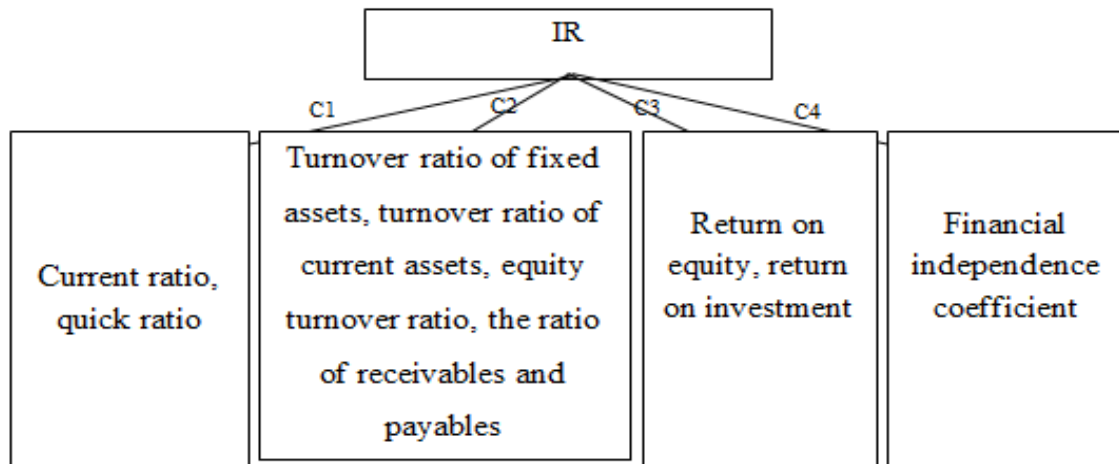 IR
C1
C2
C3
C4
Current ratio,
quick ratio
Turnover ratio of fixed
assets, turnover ratio of
current assets, equity
turnover ratio, the ratio
of receivables and
payables
Return on
equity, return
on investment
Financial
independence
coefficient